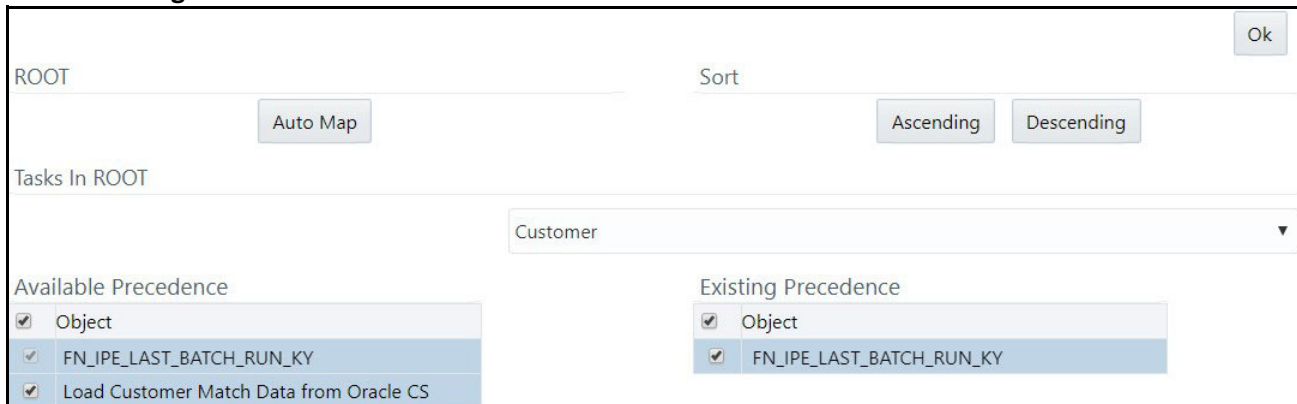 Ok
ROOT
Sort
Auto Map
Ascending
Descending
Tasks In ROOT
Customer
Available Precedence
Existing Precedence
Object
Object
FN_IPE_LAST_BATCH_RUN_KY
FN_IPE_LAST_BATCH_RUN_KY
Load Customer Match Data from Oracle CS